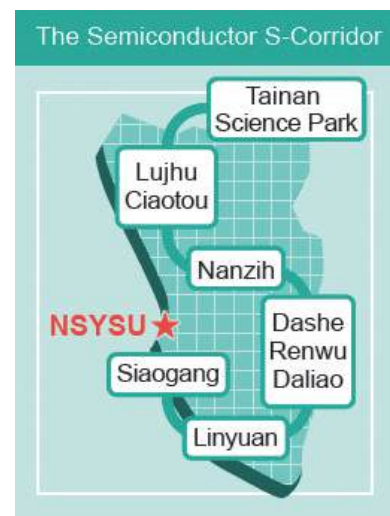 The Semiconductor S-Corridor
Tainan
Science Park
Lujhu
Ciaotou
Nanzih
NSYSU
Dashe
Renwu
Daliao
Siaogang
Linyuan